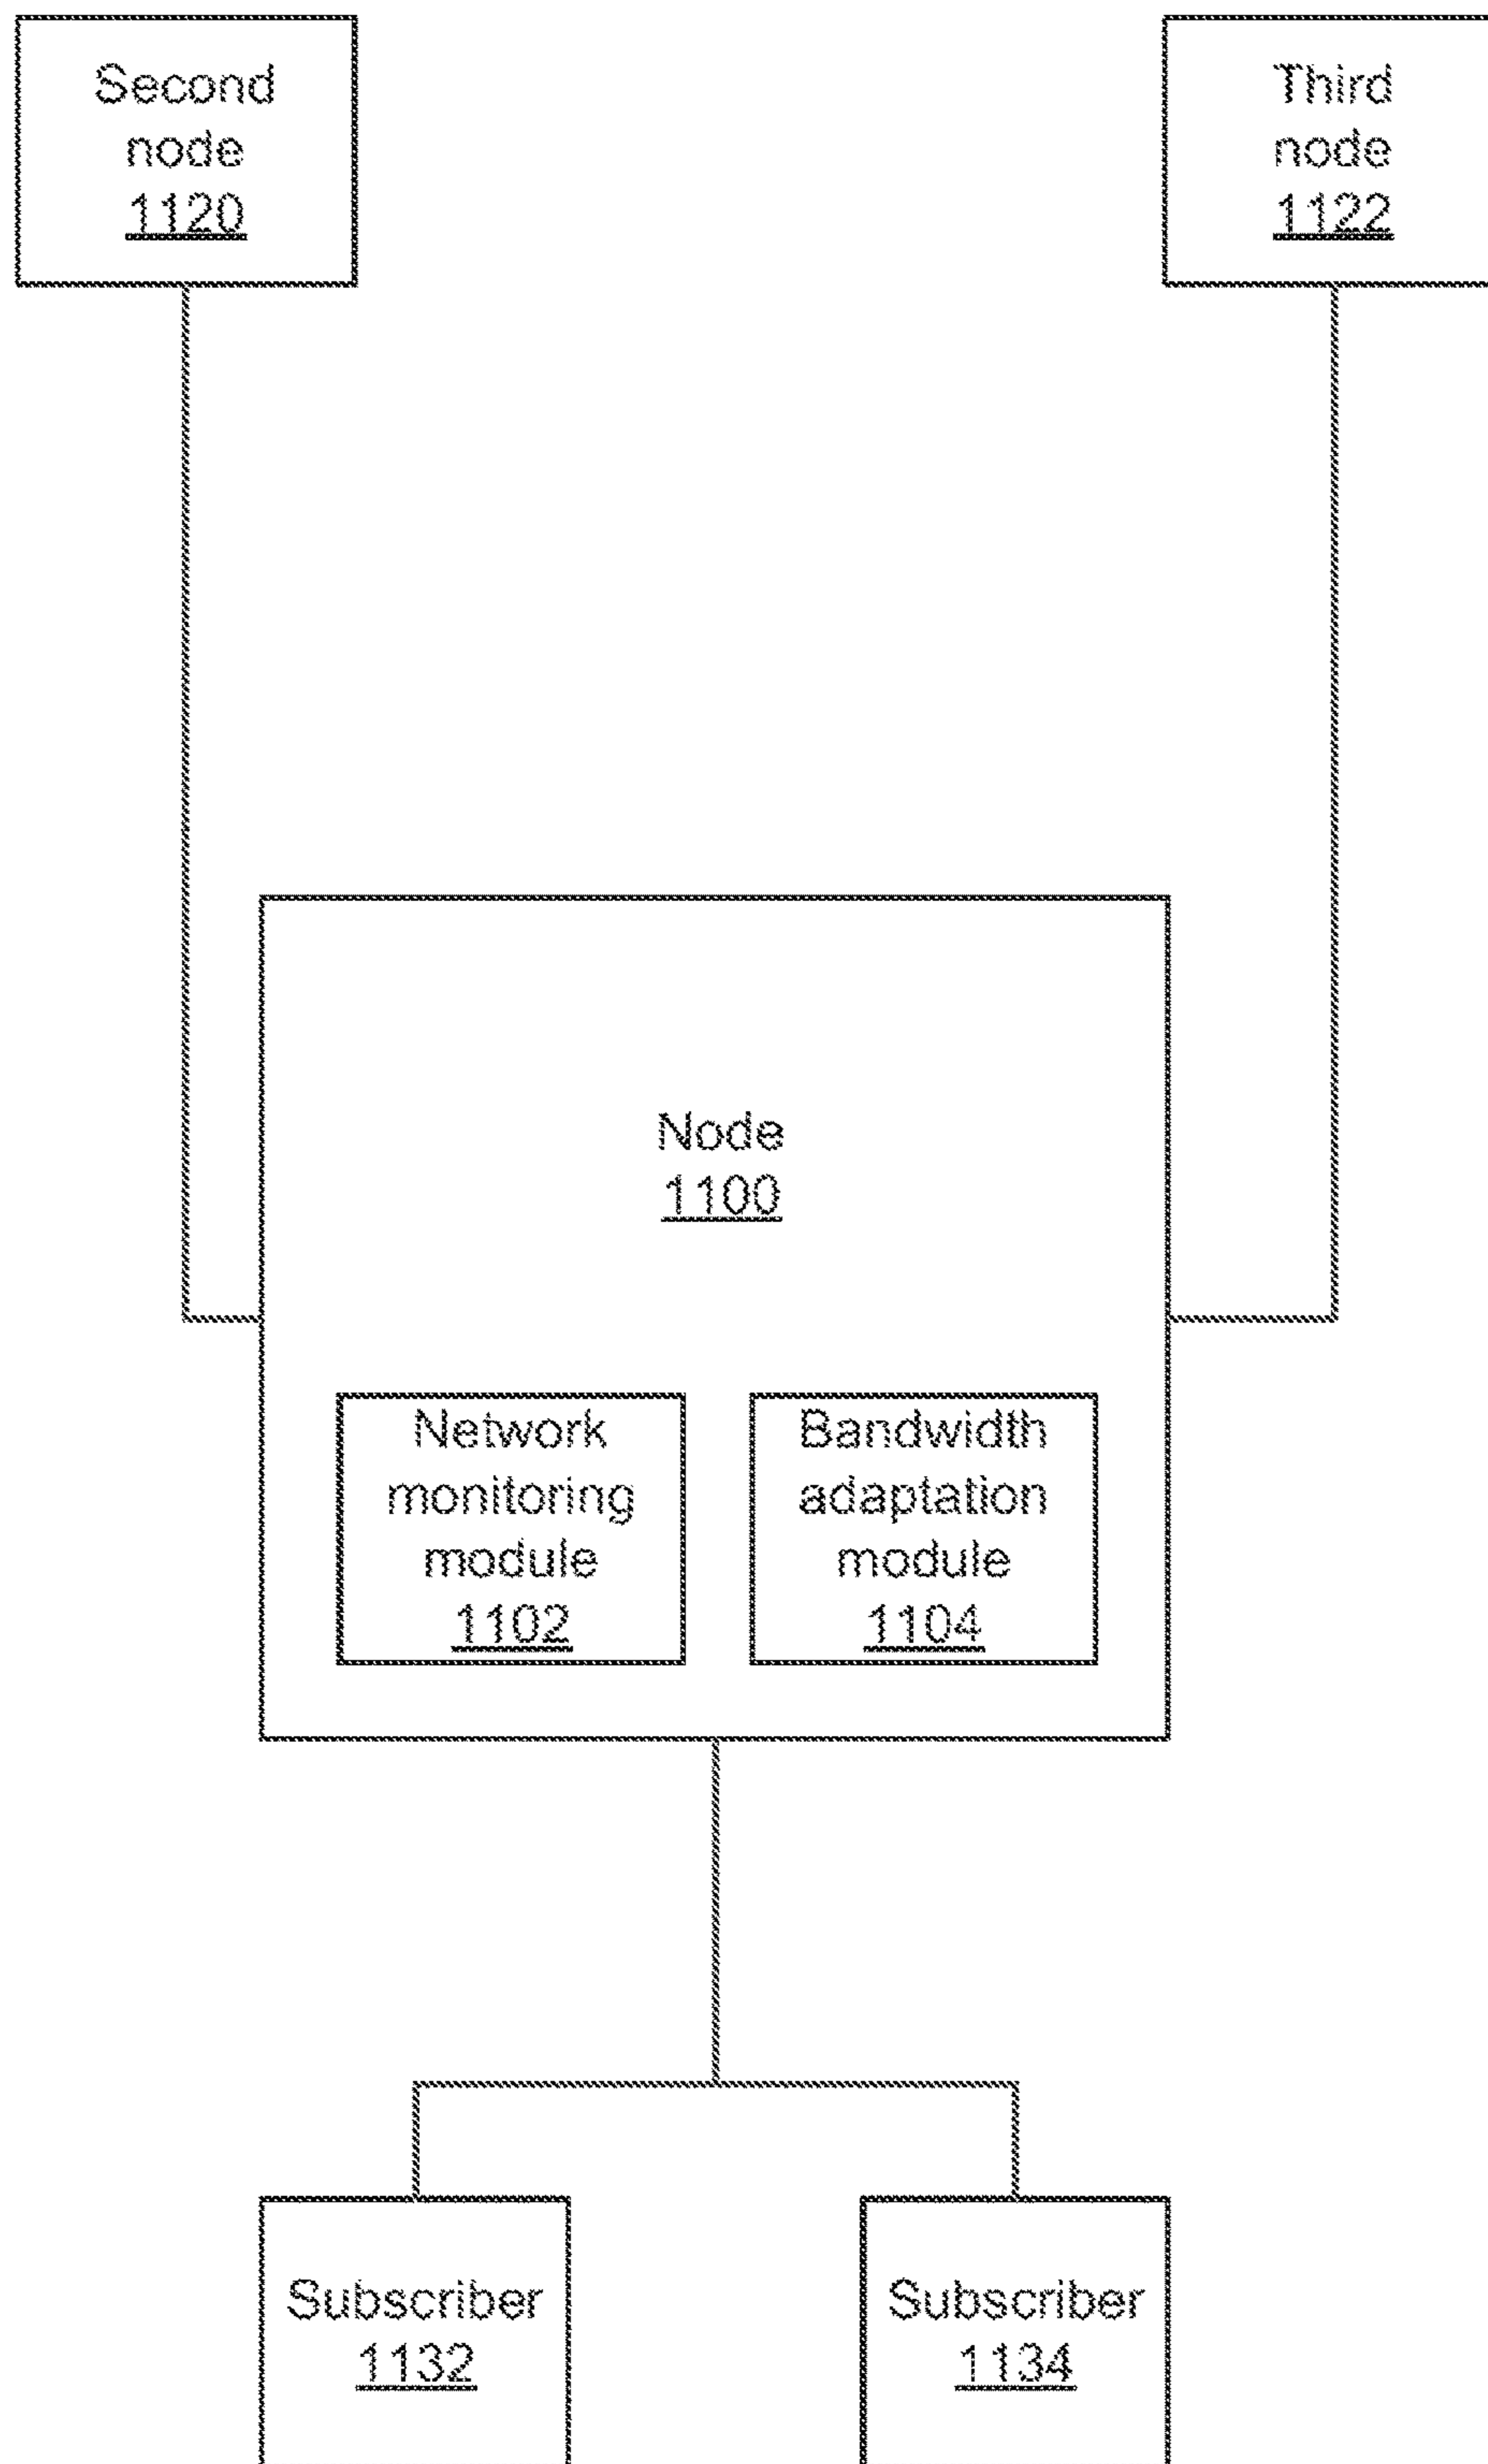 Second
node
1120
Third
node
1122
Node
1100
Network
monitoring
module
1102
Bandwidth
adaptation
module
1104
Subscriber
1132
Subscriber
1134